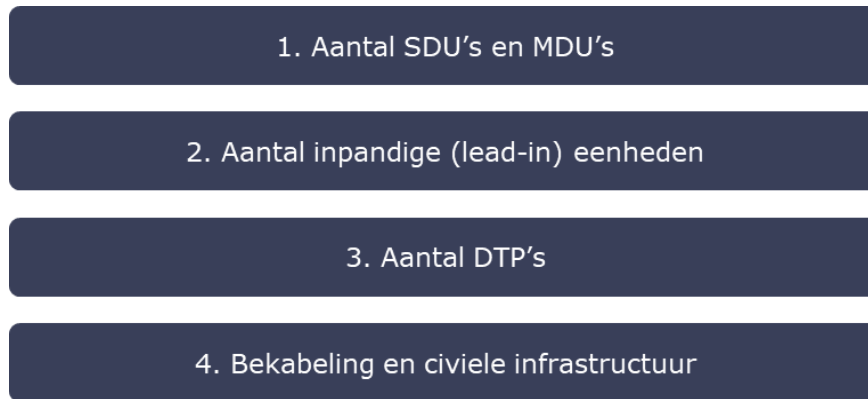 1. Aantal SDU’s en MDU’s
2. Aantal inpandige (lead-in) eenheden
3. Aantal DTP’s
4. Bekabeling en civiele infrastructuur